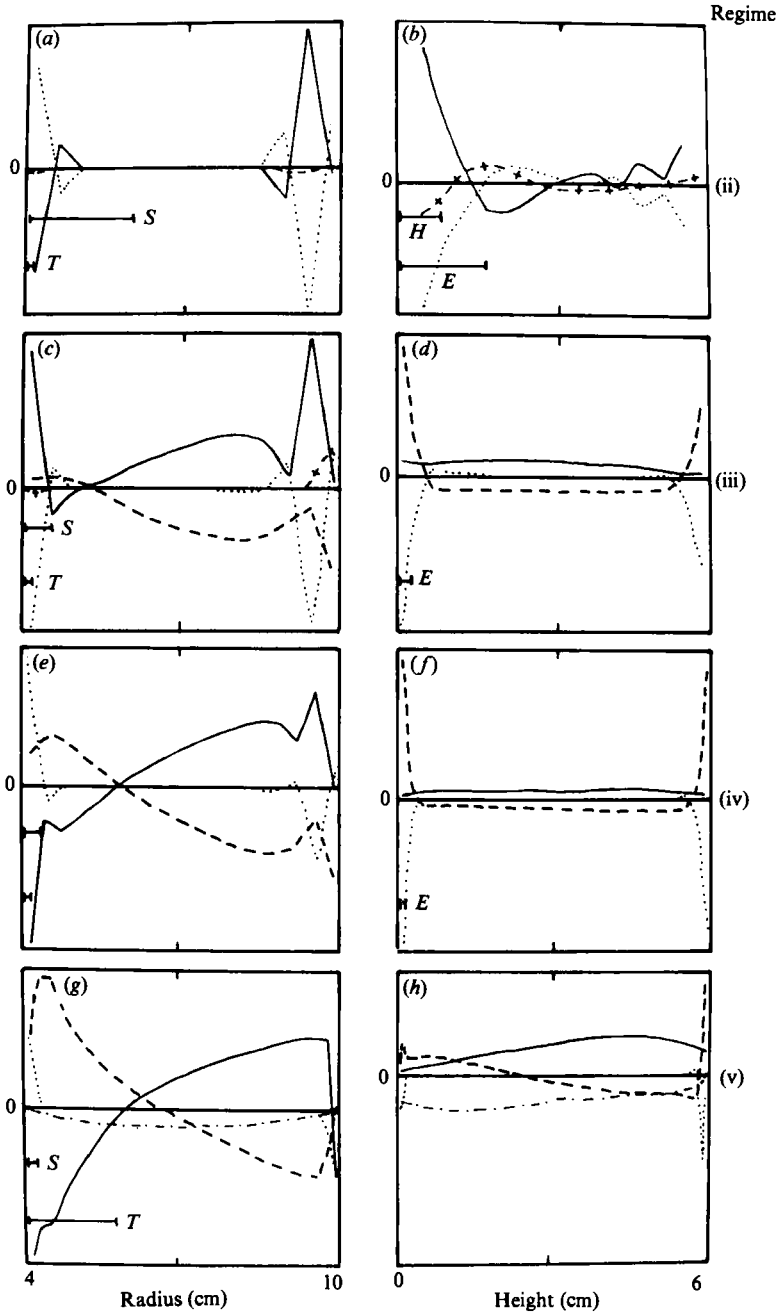 Regime
(a)
(b)
0
0
(ii)
S
H
T
E
(c)
(d)
0
0
(iii)
S
T
E
(e)
(f)
0
0
(iv)
E
(g)
(h)
0
0
(v)
S
T
4
10
0
6
Radius (cm)
Height (cm)